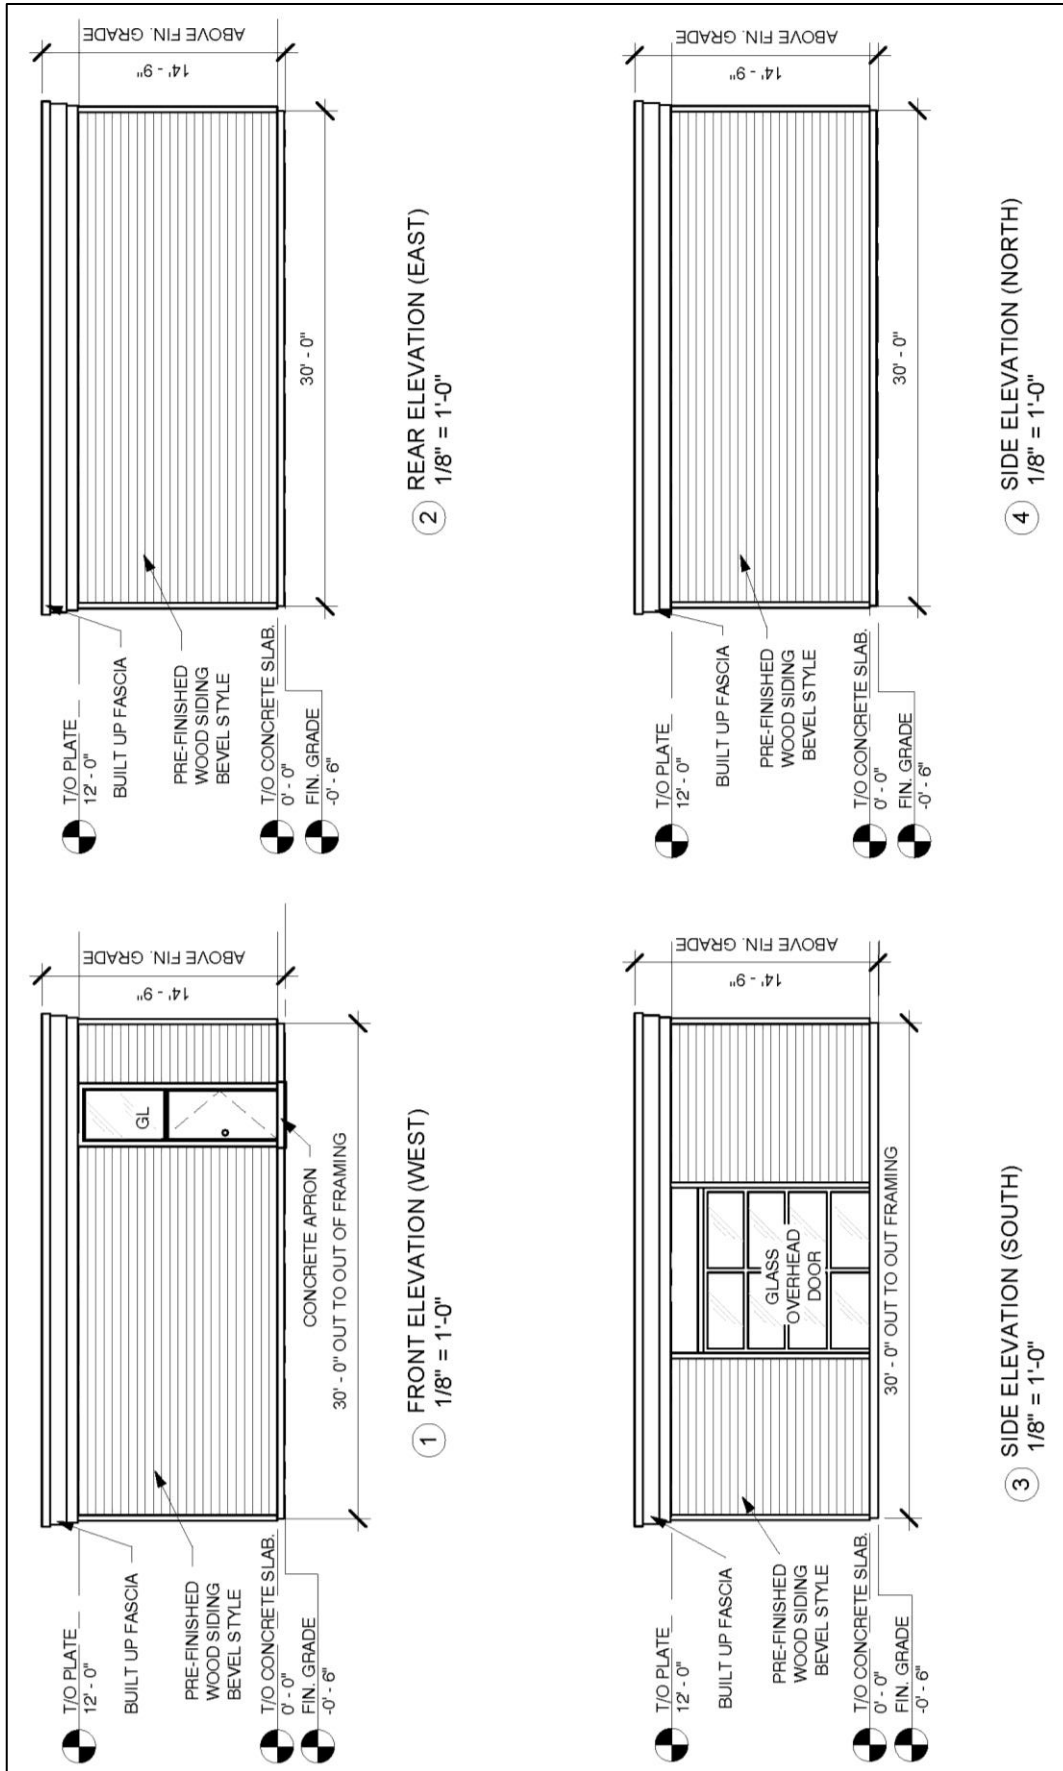 T/O PLATE
12' - 0"
BUILT UP FASCIA
PRE-FINISHED
WOOD SIDING
BEVEL STYLE
T/O CONCRETE SLAB.
0' - 0"
FIN. GRADE
-0' - 6"
GL
14' - 9"
ABOVE FIN. GRADE
CONCRETE APRON
30' - 0" OUT TO OUT OF FRAMING
1
FRONT ELEVATION (WEST)
1/8" = 1'-0"
T/O PLATE
12' - 0"
BUILT UP FASCIA
PRE-FINISHED
WOOD SIDING
BEVEL STYLE
T/O CONCRETE SLAB.
0' - 0"
FIN. GRADE
-0' - 6"
14' - 9"
ABOVE FIN. GRADE
30' - 0"
2
REAR ELEVATION (EAST)
1/8" = 1'-0"
T/O PLATE
12' - 0"
BUILT UP FASCIA
PRE-FINISHED
WOOD SIDING
BEVEL STYLE
T/O CONCRETE SLAB.
0' - 0"
FIN. GRADE
-0' - 6"
GLASS
OVERHEAD
DOOR
14' - 9"
ABOVE FIN. GRADE
30' - 0" OUT TO OUT FRAMING
3
SIDE ELEVATION (SOUTH)
1/8" = 1'-0"
T/O PLATE
12' - 0"
BUILT UP FASCIA
PRE-FINISHED
WOOD SIDING
BEVEL STYLE
T/O CONCRETE SLAB.
0' - 0"
FIN. GRADE
-0' - 6"
14' - 9"
ABOVE FIN. GRADE
30' - 0"
4
SIDE ELEVATION (NORTH)
1/8" = 1'-0"